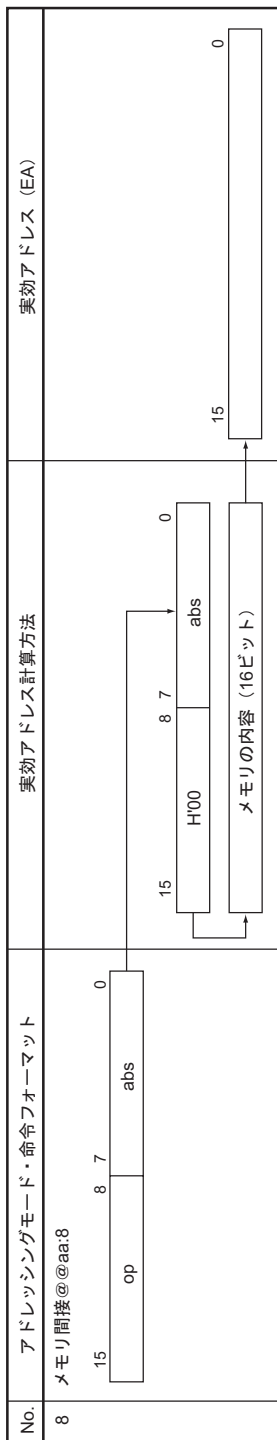 No. アドレッシングモード・命令フォーマット 実効アドレス計算方法 実効アドレス（EA）
8 メモリ間接@@aa:8
15 8 7 0
op abs
15 8 7 0
H'00 abs
メモリの内容（16ビット）
15 0